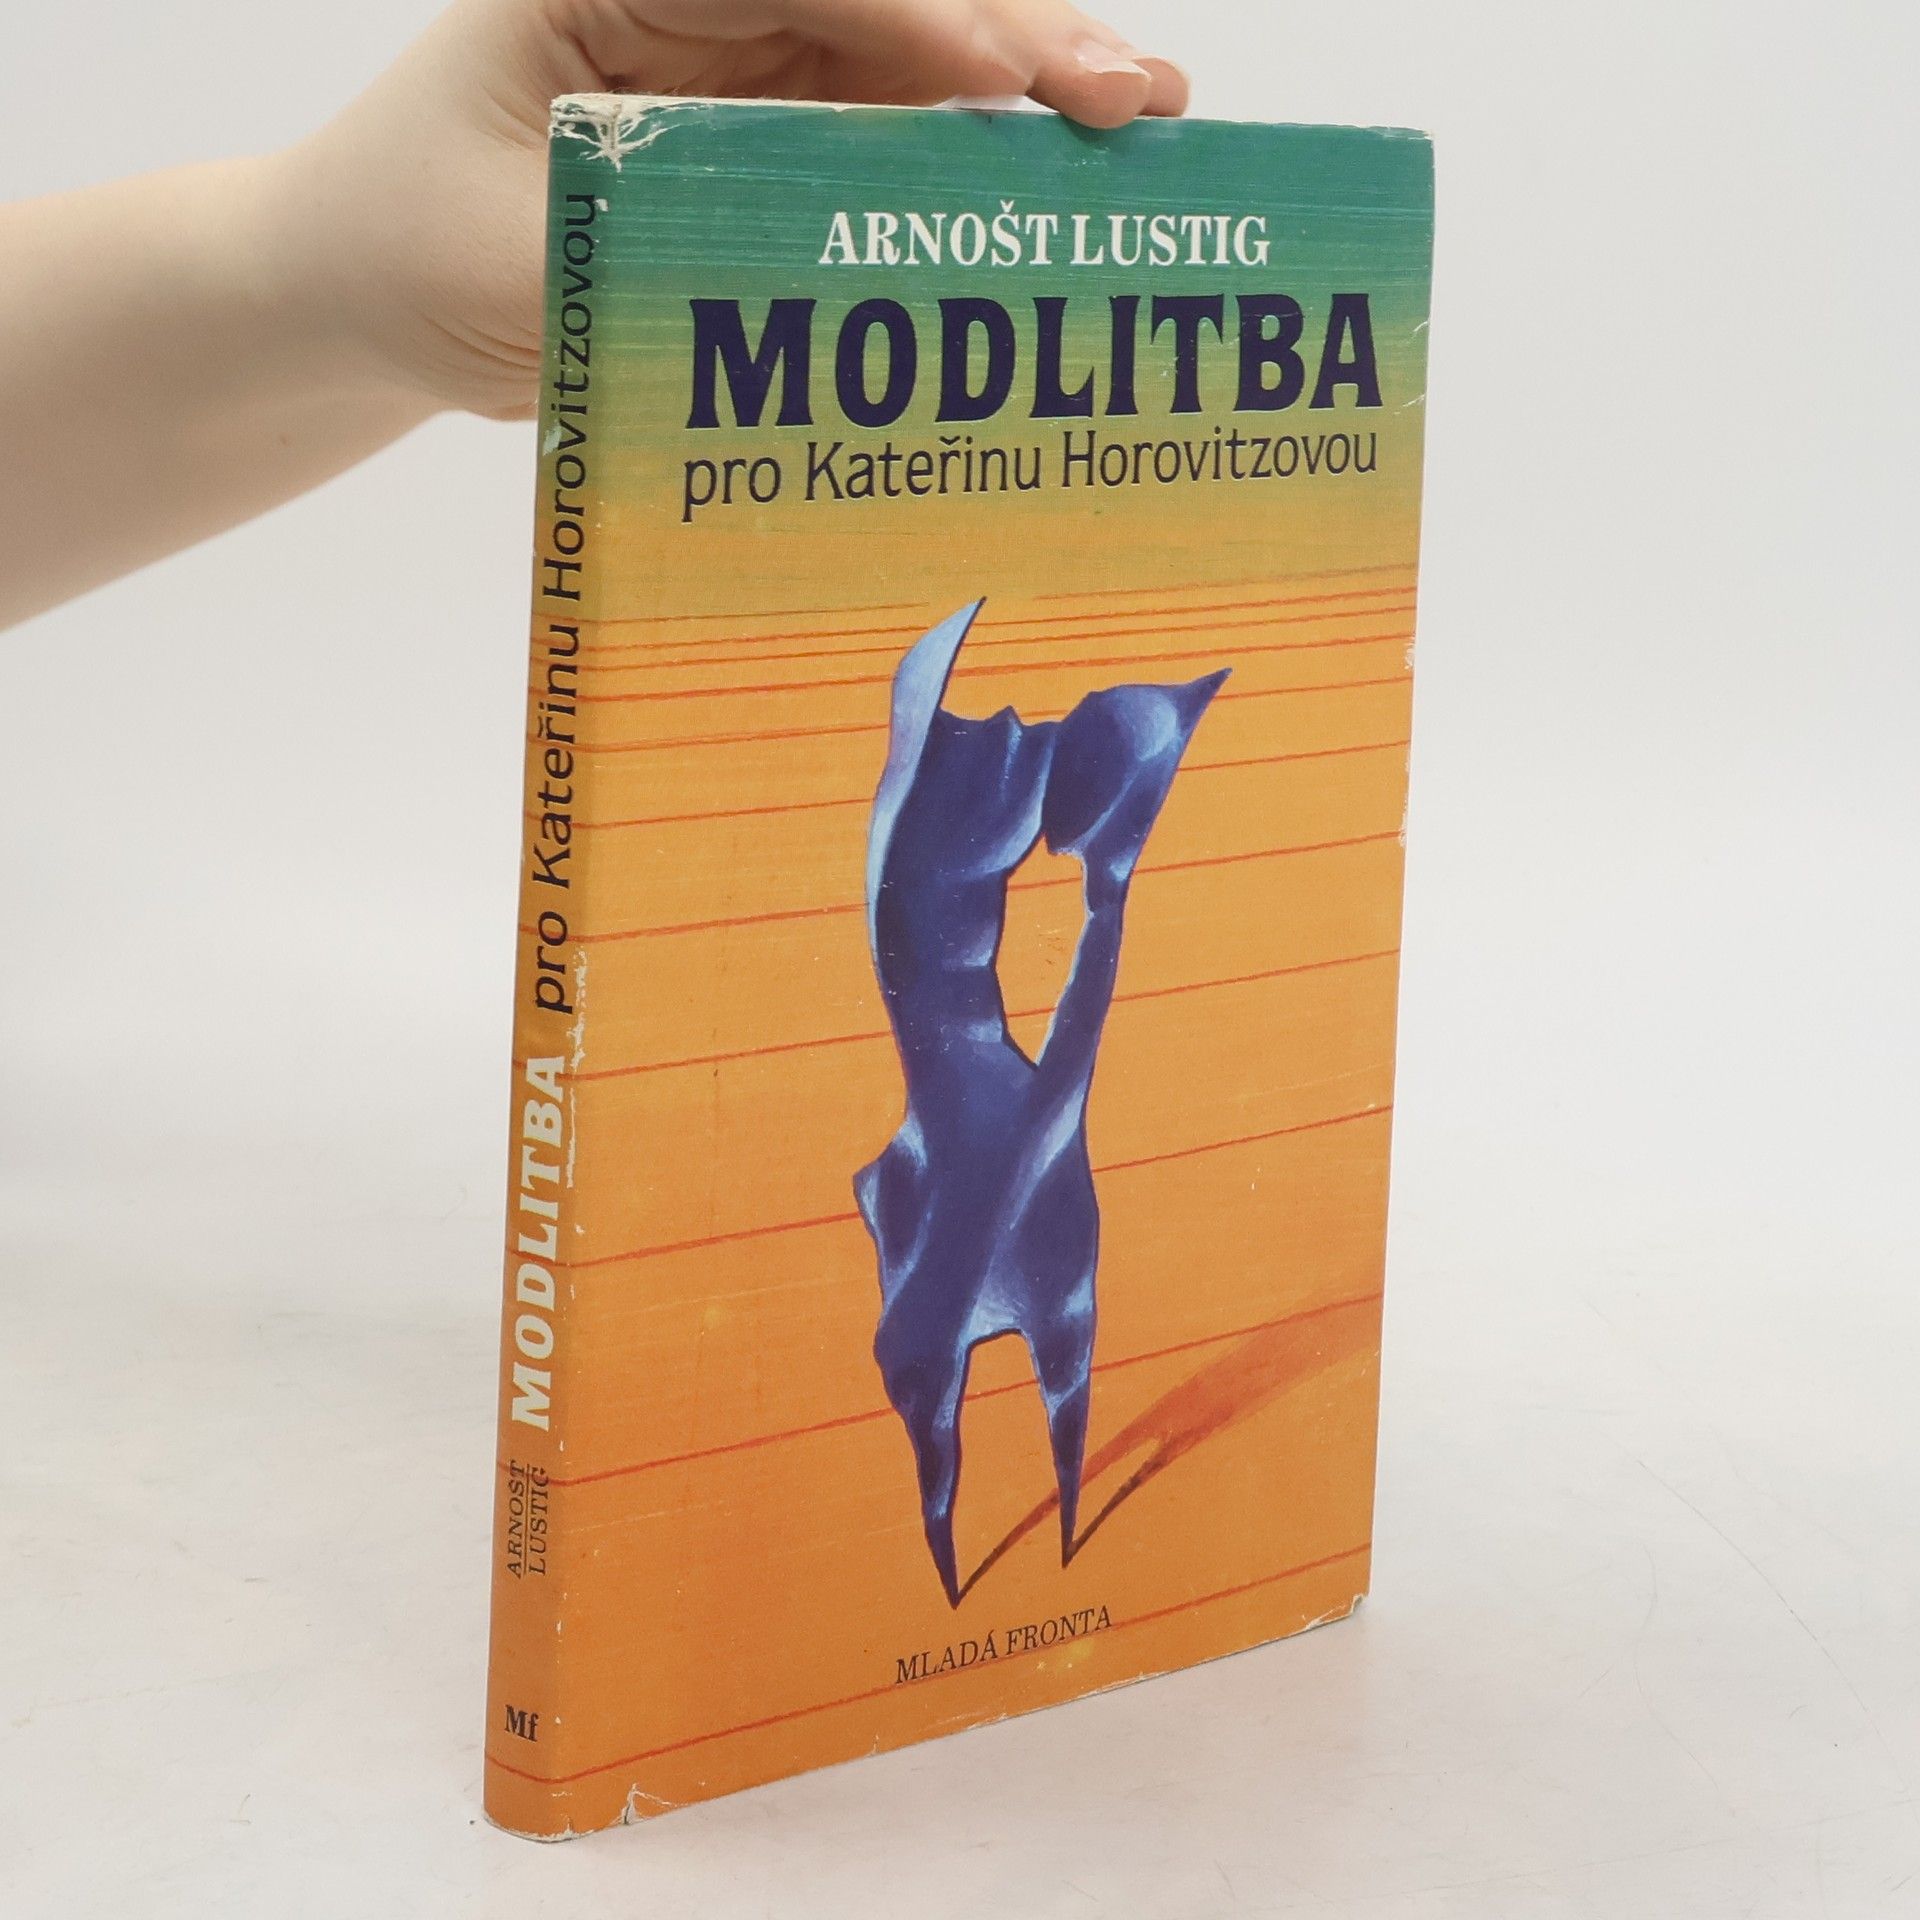 ARNOŠT LUSTIG
MODLITBA
pro Kateřinu Horovitzovou
MLADÁ FRONTA
ARNOŠT
LUSTIG
MODLITBA pro Kateřinu Horovitzovou
Mf